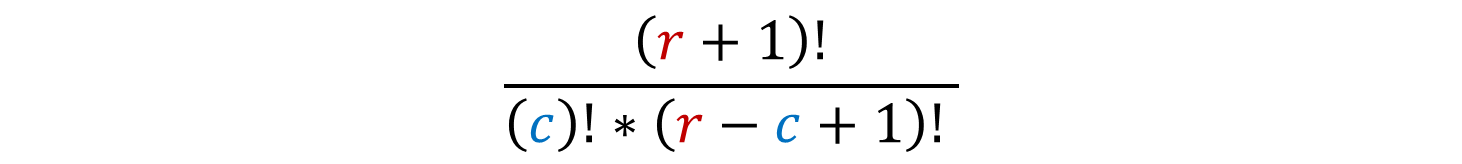 (r + 1)!
(c)! * (r − c + 1)!